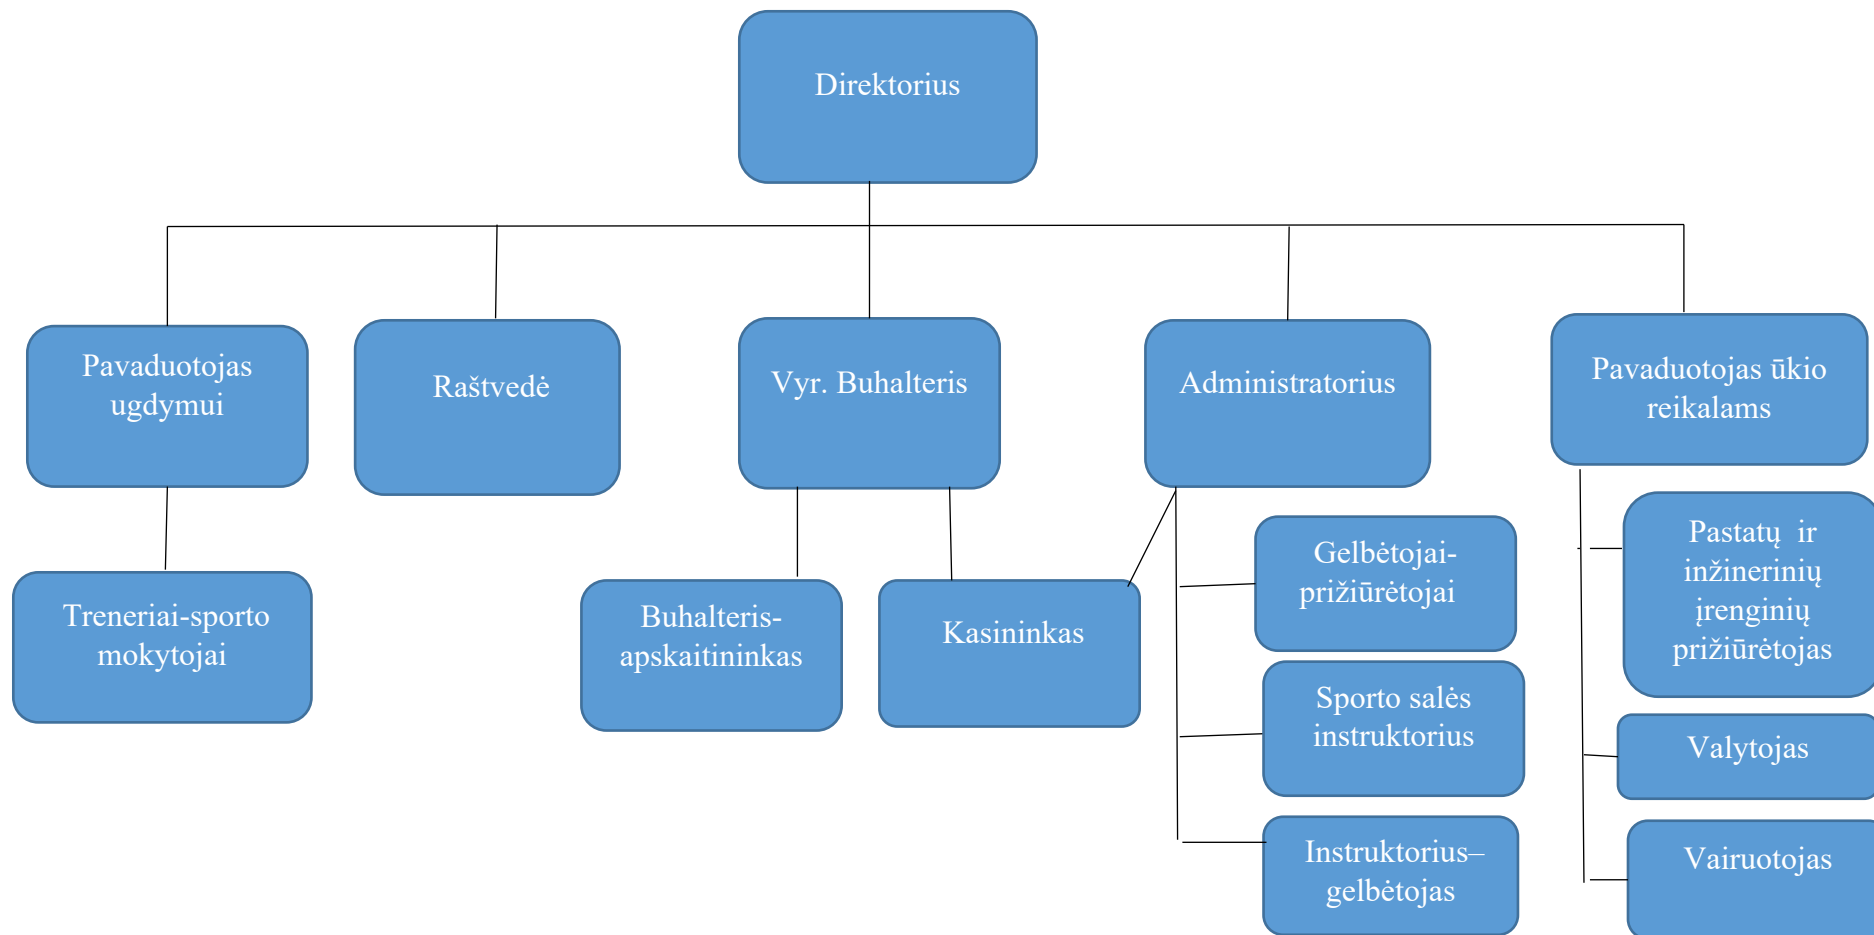 Direktorius
Pavaduotojas
ugdymui
Raštvedė
Vyr. Buhalteris
Administratorius
Pavaduotojas ūkio
reikalams
Treneriai-sporto
mokytojai
Buhalteris-
apskaitininkas
Kasininkas
Gelbėtojai-
prižiūrėtojai
Sporto salės
instruktorius
Instruktorius–
gelbėtojas
Pastatų ir
inžinerinių
įrenginių
prižiūrėtojas
Valytojas
Vairuotojas